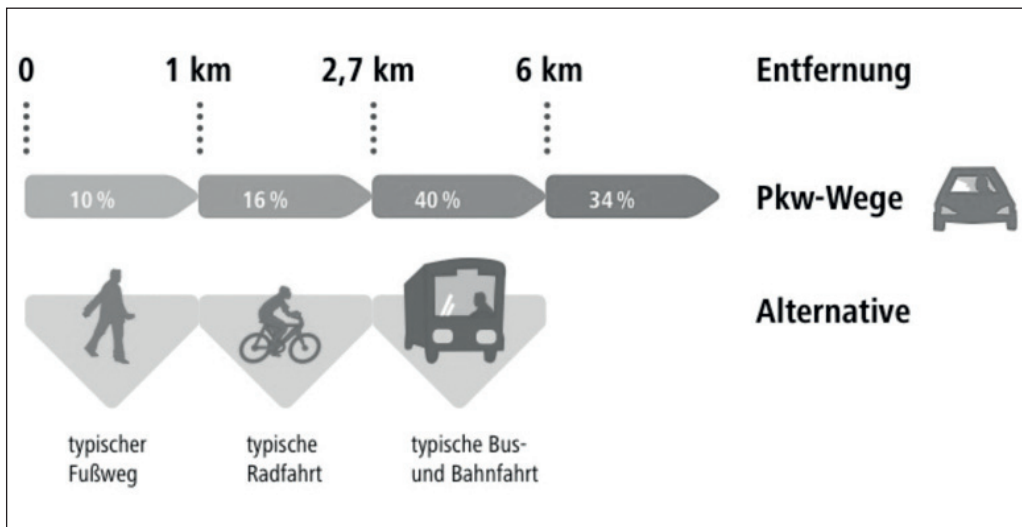 0 1 km 2,7 km 6 km Entfernung
10 % 16 % 40 % 34 % Pkw-Wege
Alternative
typischer
Fußweg
typische
Radfahrt
typische Bus-
und Bahnfahrt